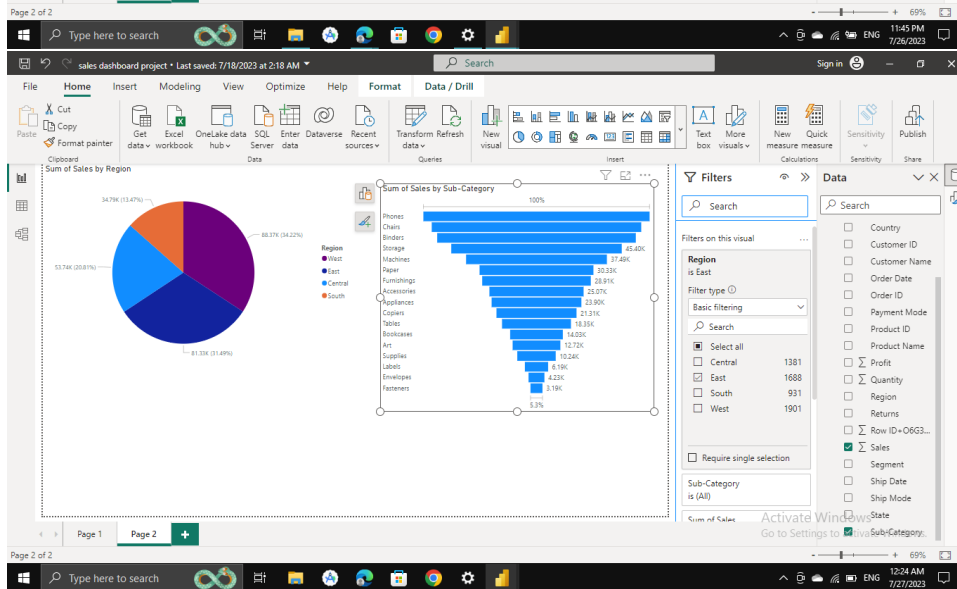 Page 2 of 2
69%
Type here to search
ENG
11:45 PM
7/26/2023
sales dashboard project • Last saved: 7/18/2023 at 2:18 AM
Search
Sign in
File Home Insert Modeling View Optimize Help Format Data / Drill
Paste
Cut
Copy
Format painter
Get data
Excel workbook
OneLake data hub
SQL Server
Enter data
Dataverse
Recent sources
Transform data
Refresh
New visual
Text box
More visuals
New measure
Quick measure
Sensitivity
Publish
Clipboard Data Queries Insert Calculations Sensitivity Share
Sum of Sales by Region
34.79K (13.47%)
88.37K (34.22%)
53.74K (20.81%)
81.33K (31.49%)
Region
West
East
Central
South
Sum of Sales by Sub-Category
100%
Phones
Chairs
Binders
Storage 45.40K
Machines 37.49K
Paper 30.33K
Furnishings 28.91K
Accessories 25.07K
Appliances 23.90K
Copiers 21.31K
Tables 18.35K
Bookcases 14.03K
Art 12.72K
Supplies 10.24K
Labels 6.19K
Envelopes 4.23K
Fasteners 3.19K
5.3%
Filters
Search
Filters on this visual
Region
is East
Filter type
Basic filtering
Search
Select all
Central 1381
East 1688
South 931
West 1901
Require single selection
Sub-Category
is (All)
Sum of Sales
Data
Search
Country
Customer ID
Customer Name
Order Date
Order ID
Payment Mode
Product ID
Product Name
Σ Profit
Σ Quantity
Region
Returns
Σ Row ID+O6G3...
Σ Sales
Segment
Ship Date
Ship Mode
State
Sub-Category
Activate Windows
Go to Settings to activate Windows.
Page 1 Page 2 +
Page 2 of 2
69%
Type here to search
ENG
12:24 AM
7/27/2023